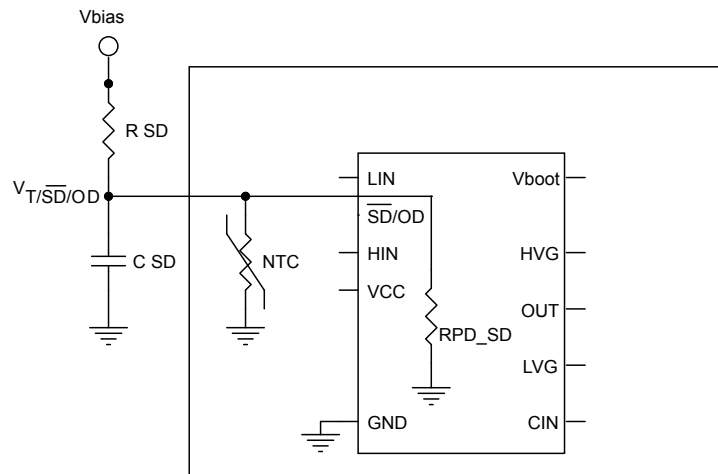 Vbias
R SD
VT/SD/OD
C SD
NTC
LIN
SD/OD
HIN
VCC
RPD_SD
GND
Vboot
HVG
OUT
LVG
CIN